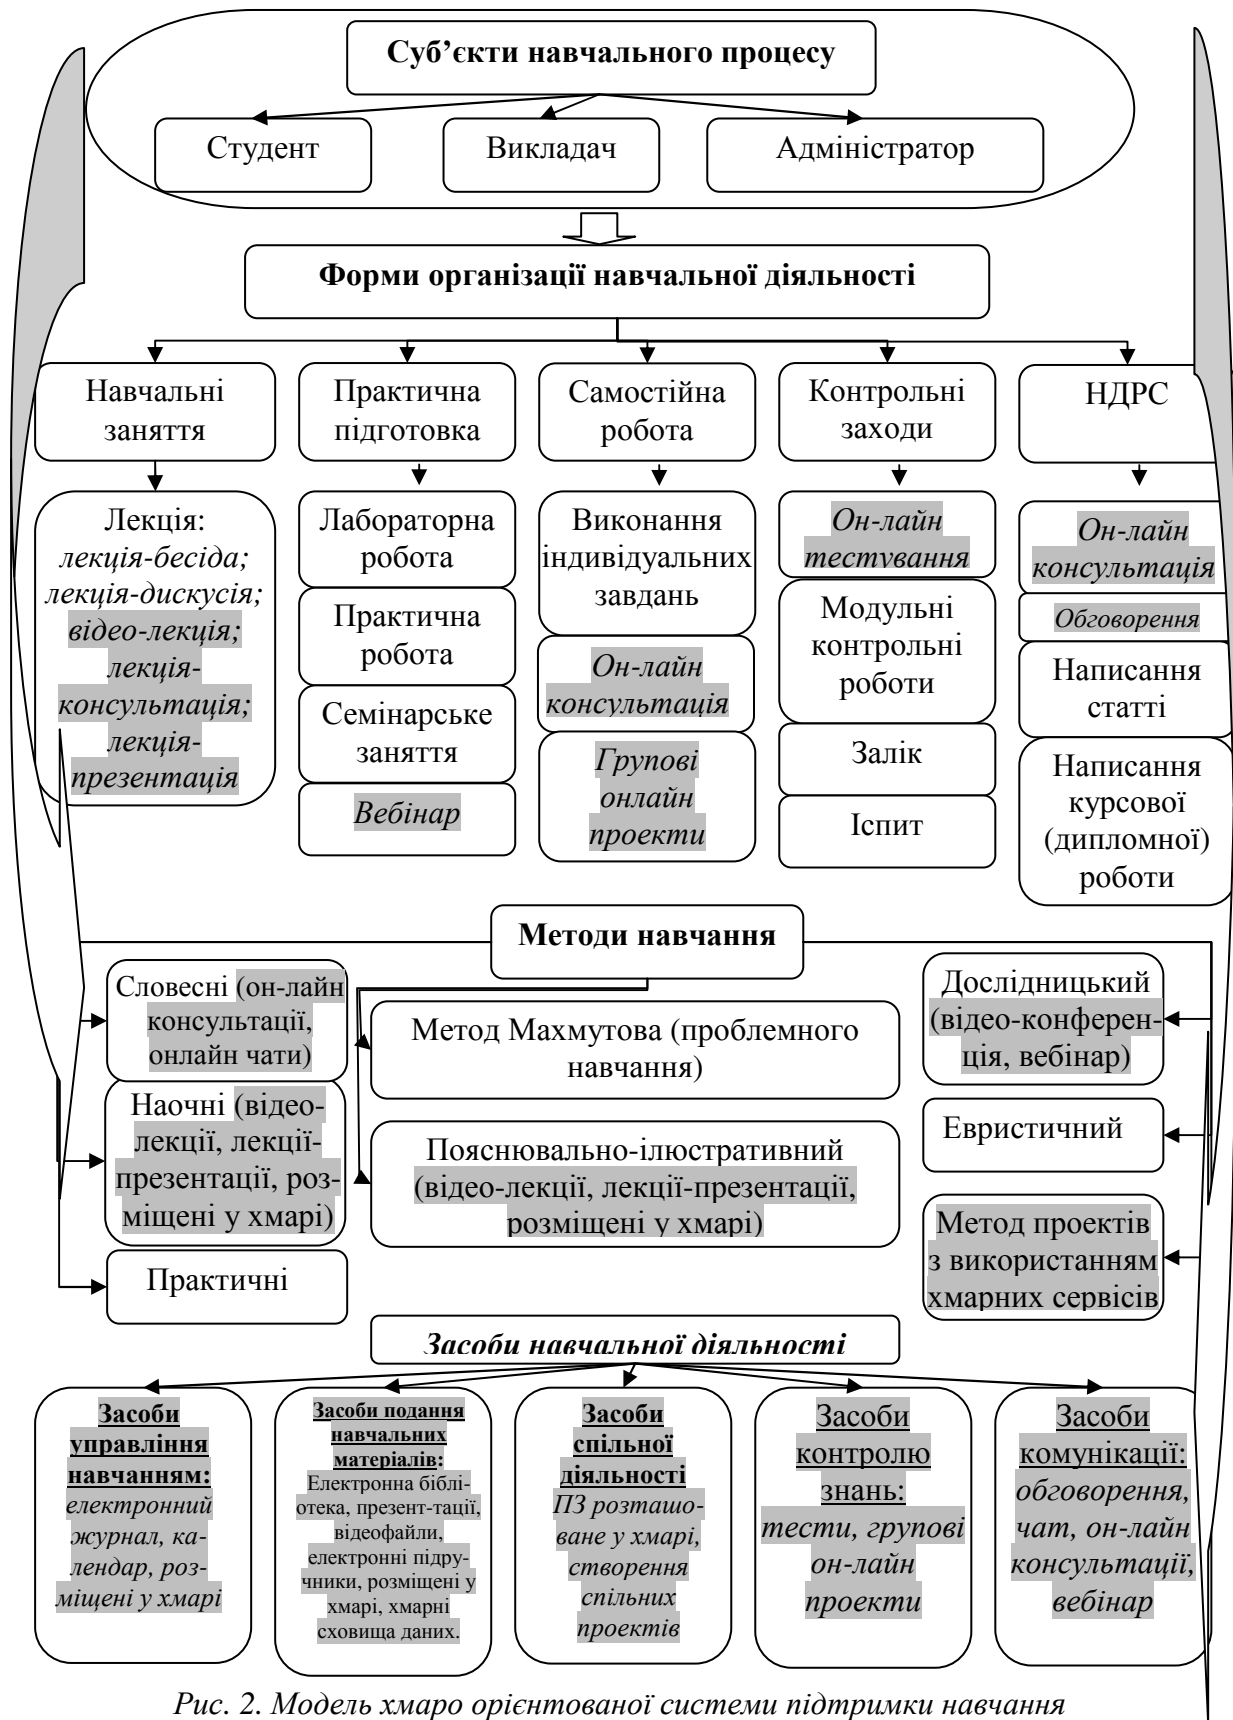 Суб’єкти навчального процесу
Студент
Викладач
Адміністратор
Форми організації навчальної діяльності
Навчальні
заняття
Практична
підготовка
Самостійна
робота
Контрольні
заходи
НДРС
Лекція:
лекція-бесіда;
лекція-дискусія;
відео-лекція;
лекція-
консультація;
лекція-
презентація
Лабораторна
робота
Практична
робота
Семінарське
заняття
Вебінар
Виконання
індивідуальних
завдань
Он-лайн
консультація
Групові
онлайн
проекти
Он-лайн
тестування
Модульні
контрольні
роботи
Залік
Іспит
Он-лайн
консультація
Обговорення
Написання
статті
Написання
курсової
(дипломної)
роботи
Методи навчання
Словесні (он-лайн
консультації,
онлайн чати)
Наочні (відео-
лекції, лекції-
презентації, роз-
міщені у хмарі)
Практичні
Метод Махмутова (проблемного
навчання)
Пояснювально-ілюстративний
(відео-лекції, лекції-презентації,
розміщені у хмарі)
Дослідницький
(відео-конферен-
ція, вебінар)
Евристичний
Метод проектів
з використанням
хмарних сервісів
Засоби навчальної діяльності
Засоби
управління
навчанням:
електронний
журнал, ка-
лендар, роз-
міщені у хмарі
Засоби подання
навчальних
матеріалів:
Електронна біблі-
отека, презент-тації,
відеофайли,
електронні підру-
чники, розміщені у
хмарі, хмарні
сховища даних.
Засоби
спільної
діяльності
ПЗ розташо-
ване у хмарі,
створення
спільних
проектів
Засоби
контролю
знань:
тести, групові
он-лайн
проекти
Засоби
комунікації:
обговорення,
чат, он-лайн
консультації,
вебінар
Рис. 2. Модель хмаро орієнтованої системи підтримки навчання